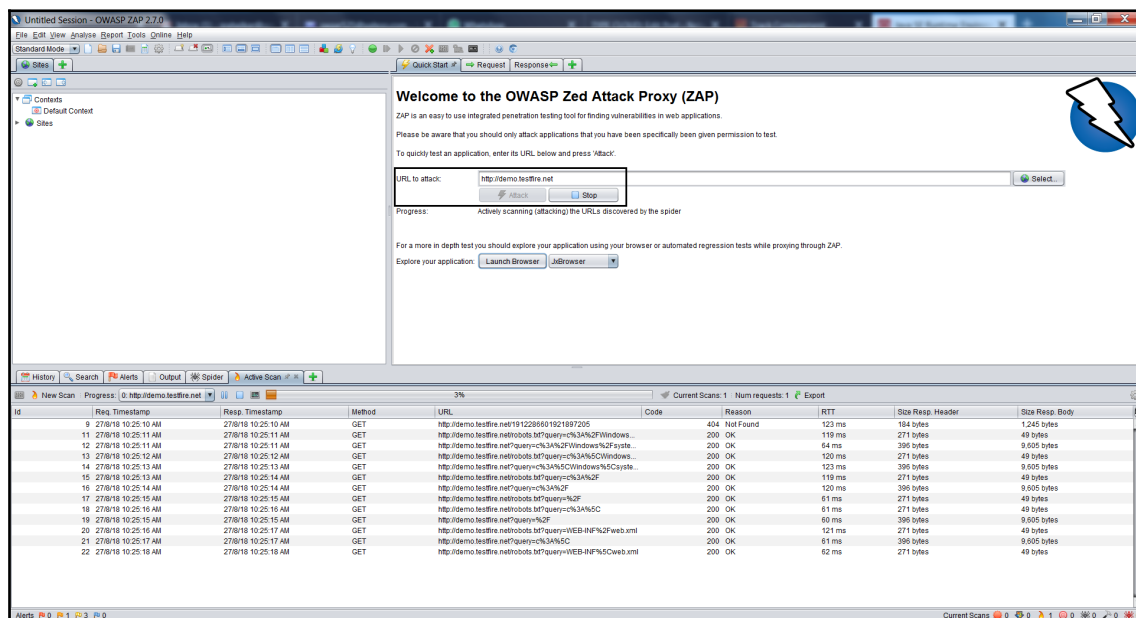 Untitled Session - OWASP ZAP 2.7.0
File Edit View Analyse Report Tools Online Help
Standard Mode
Sites
Quick Start
Request
Response
Contexts
Default Context
Sites
Welcome to the OWASP Zed Attack Proxy (ZAP)
ZAP is an easy to use integrated penetration testing tool for finding vulnerabilities in web applications.
Please be aware that you should only attack applications that you have been specifically been given permission to test.
To quickly test an application, enter its URL below and press 'Attack'.
URL to attack: http://demo.testfire.net Select...
Attack Stop
Progress: Actively scanning (attacking) the URLs discovered by the spider
For a more in depth test you should explore your application using your browser or automated regression tests while proxying through ZAP.
Explore your application: Launch Browser JxBrowser
History Search Alerts Output Spider Active Scan
New Scan Progress: 0: http://demo.testfire.net 3% Current Scans: 1 Num requests: 1 Export
Id Req. Timestamp Resp. Timestamp Method URL Code Reason RTT Size Resp. Header Size Resp. Body
9 27/8/18 10:25:10 AM 27/8/18 10:25:10 AM GET http://demo.testfire.net/1912286601921897205 404 Not Found 123 ms 184 bytes 1,245 bytes
11 27/8/18 10:25:11 AM 27/8/18 10:25:11 AM GET http://demo.testfire.net/robots.txt?query=c%3A%2FWindows... 200 OK 119 ms 271 bytes 49 bytes
12 27/8/18 10:25:11 AM 27/8/18 10:25:11 AM GET http://demo.testfire.net?query=c%3A%2FWindows%2Fsyste... 200 OK 64 ms 396 bytes 9,605 bytes
13 27/8/18 10:25:12 AM 27/8/18 10:25:12 AM GET http://demo.testfire.net/robots.txt?query=c%3A%5CWindows... 200 OK 120 ms 271 bytes 49 bytes
14 27/8/18 10:25:13 AM 27/8/18 10:25:13 AM GET http://demo.testfire.net?query=c%3A%5CWindows%5Csyste... 200 OK 123 ms 396 bytes 9,605 bytes
15 27/8/18 10:25:13 AM 27/8/18 10:25:14 AM GET http://demo.testfire.net/robots.txt?query=c%3A%2F 200 OK 119 ms 271 bytes 49 bytes
16 27/8/18 10:25:14 AM 27/8/18 10:25:14 AM GET http://demo.testfire.net?query=c%3A%2F 200 OK 120 ms 396 bytes 9,605 bytes
17 27/8/18 10:25:15 AM 27/8/18 10:25:15 AM GET http://demo.testfire.net/robots.txt?query=%2F 200 OK 61 ms 271 bytes 49 bytes
18 27/8/18 10:25:16 AM 27/8/18 10:25:16 AM GET http://demo.testfire.net/robots.txt?query=c%3A%5C 200 OK 61 ms 271 bytes 49 bytes
19 27/8/18 10:25:15 AM 27/8/18 10:25:15 AM GET http://demo.testfire.net?query=%2F 200 OK 60 ms 396 bytes 9,605 bytes
20 27/8/18 10:25:16 AM 27/8/18 10:25:17 AM GET http://demo.testfire.net/robots.txt?query=WEB-INF%2Fweb.xml 200 OK 121 ms 271 bytes 49 bytes
21 27/8/18 10:25:17 AM 27/8/18 10:25:17 AM GET http://demo.testfire.net?query=c%3A%5C 200 OK 61 ms 396 bytes 9,605 bytes
22 27/8/18 10:25:18 AM 27/8/18 10:25:18 AM GET http://demo.testfire.net/robots.txt?query=WEB-INF%5Cweb.xml 200 OK 62 ms 271 bytes 49 bytes
Alerts 0 1 3 0 Current Scans 0 0 1 0 0 0